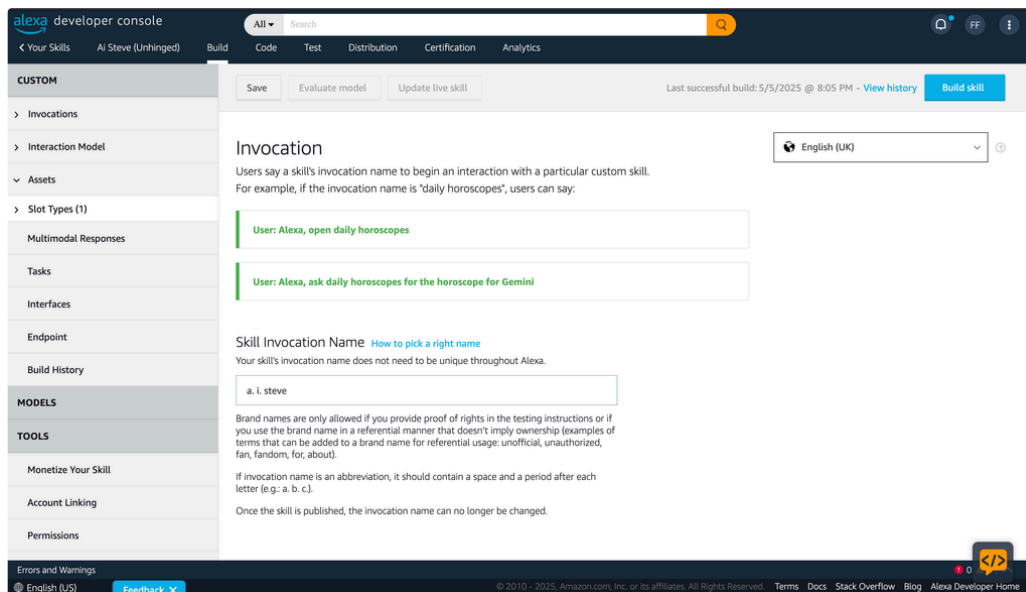 alexa developer console
All
Search
FF
Your Skills
Ai Steve (Unhinged)
Build
Code
Test
Distribution
Certification
Analytics
CUSTOM
Save
Evaluate model
Update live skill
Last successful build: 5/5/2025 @ 8:05 PM - View history
Build skill
Invocations
Interaction Model
Assets
Slot Types (1)
Multimodal Responses
Tasks
Interfaces
Endpoint
Build History
MODELS
TOOLS
Monetize Your Skill
Account Linking
Permissions
Invocation
English (UK)
Users say a skill's invocation name to begin an interaction with a particular custom skill.
For example, if the invocation name is "daily horoscopes", users can say:
User: Alexa, open daily horoscopes
User: Alexa, ask daily horoscopes for the horoscope for Gemini
Skill Invocation Name How to pick a right name
Your skill's invocation name does not need to be unique throughout Alexa.
a. i. steve
Brand names are only allowed if you provide proof of rights in the testing instructions or if
you use the brand name in a referential manner that doesn't imply ownership (examples of
terms that can be added to a brand name for referential usage: unofficial, unauthorized,
fan, fandom, for, about).
If invocation name is an abbreviation, it should contain a space and a period after each
letter (e.g.: a. b. c.).
Once the skill is published, the invocation name can no longer be changed.
Errors and Warnings
0
</>
English (US)
Feedback X
© 2010 - 2025, Amazon.com, Inc. or its affiliates. All Rights Reserved.
Terms
Docs
Stack Overflow
Blog
Alexa Developer Home